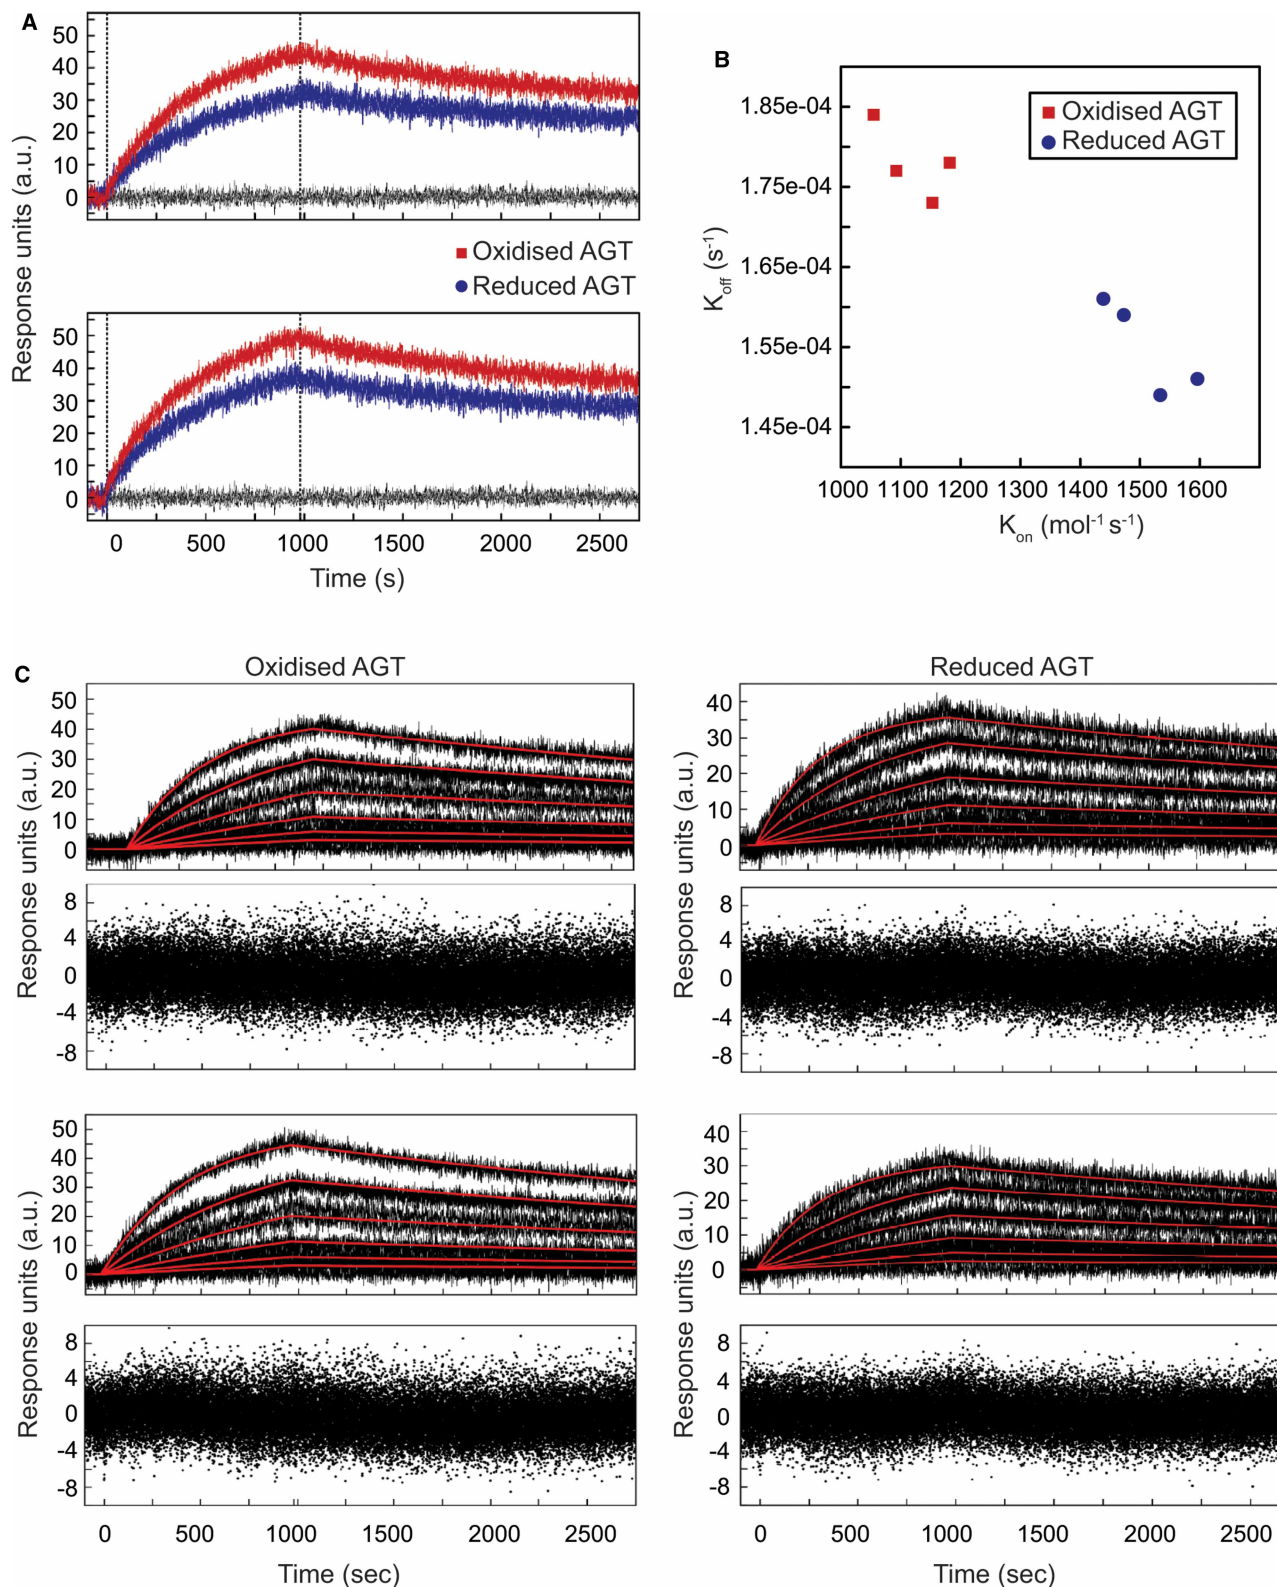 A
50
40
30
20
10
0
Response units (a.u.)
Oxidised AGT
Reduced AGT
50
40
30
20
10
0
0 500 1000 1500 2000 2500
Time (s)
B
1.85e-04
1.75e-04
1.65e-04
1.55e-04
1.45e-04
Koff (s-1)
Oxidised AGT
Reduced AGT
1000 1100 1200 1300 1400 1500 1600
Kon (mol-1 s-1)
C
Oxidised AGT
50
40
30
20
10
0
Response units (a.u.)
8
4
0
-4
-8
Response units (a.u.)
50
40
30
20
10
0
Response units (a.u.)
8
4
0
-4
-8
Response units (a.u.)
0 500 1000 1500 2000 2500
Time (sec)
Reduced AGT
40
30
20
10
0
Response units (a.u.)
8
4
0
-4
-8
Response units (a.u.)
40
30
20
10
0
Response units (a.u.)
8
4
0
-4
-8
Response units (a.u.)
0 500 1000 1500 2000 2500
Time (sec)